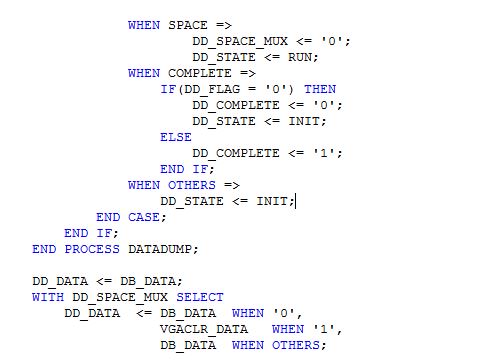 WHEN SPACE =>
DD_SPACE_MUX <= '0';
DD_STATE <= RUN;
WHEN COMPLETE =>
IF(DD_FLAG = '0') THEN
DD_COMPLETE <= '0';
DD_STATE <= INIT;
ELSE
DD_COMPLETE <= '1';
END IF;
WHEN OTHERS =>
DD_STATE <= INIT;
END CASE;
END IF;
END PROCESS DATADUMP;
DD_DATA <= DB_DATA;
WITH DD_SPACE_MUX SELECT
DD_DATA <= DB_DATA WHEN '0',
VGACLR_DATA WHEN '1',
DB_DATA WHEN OTHERS;